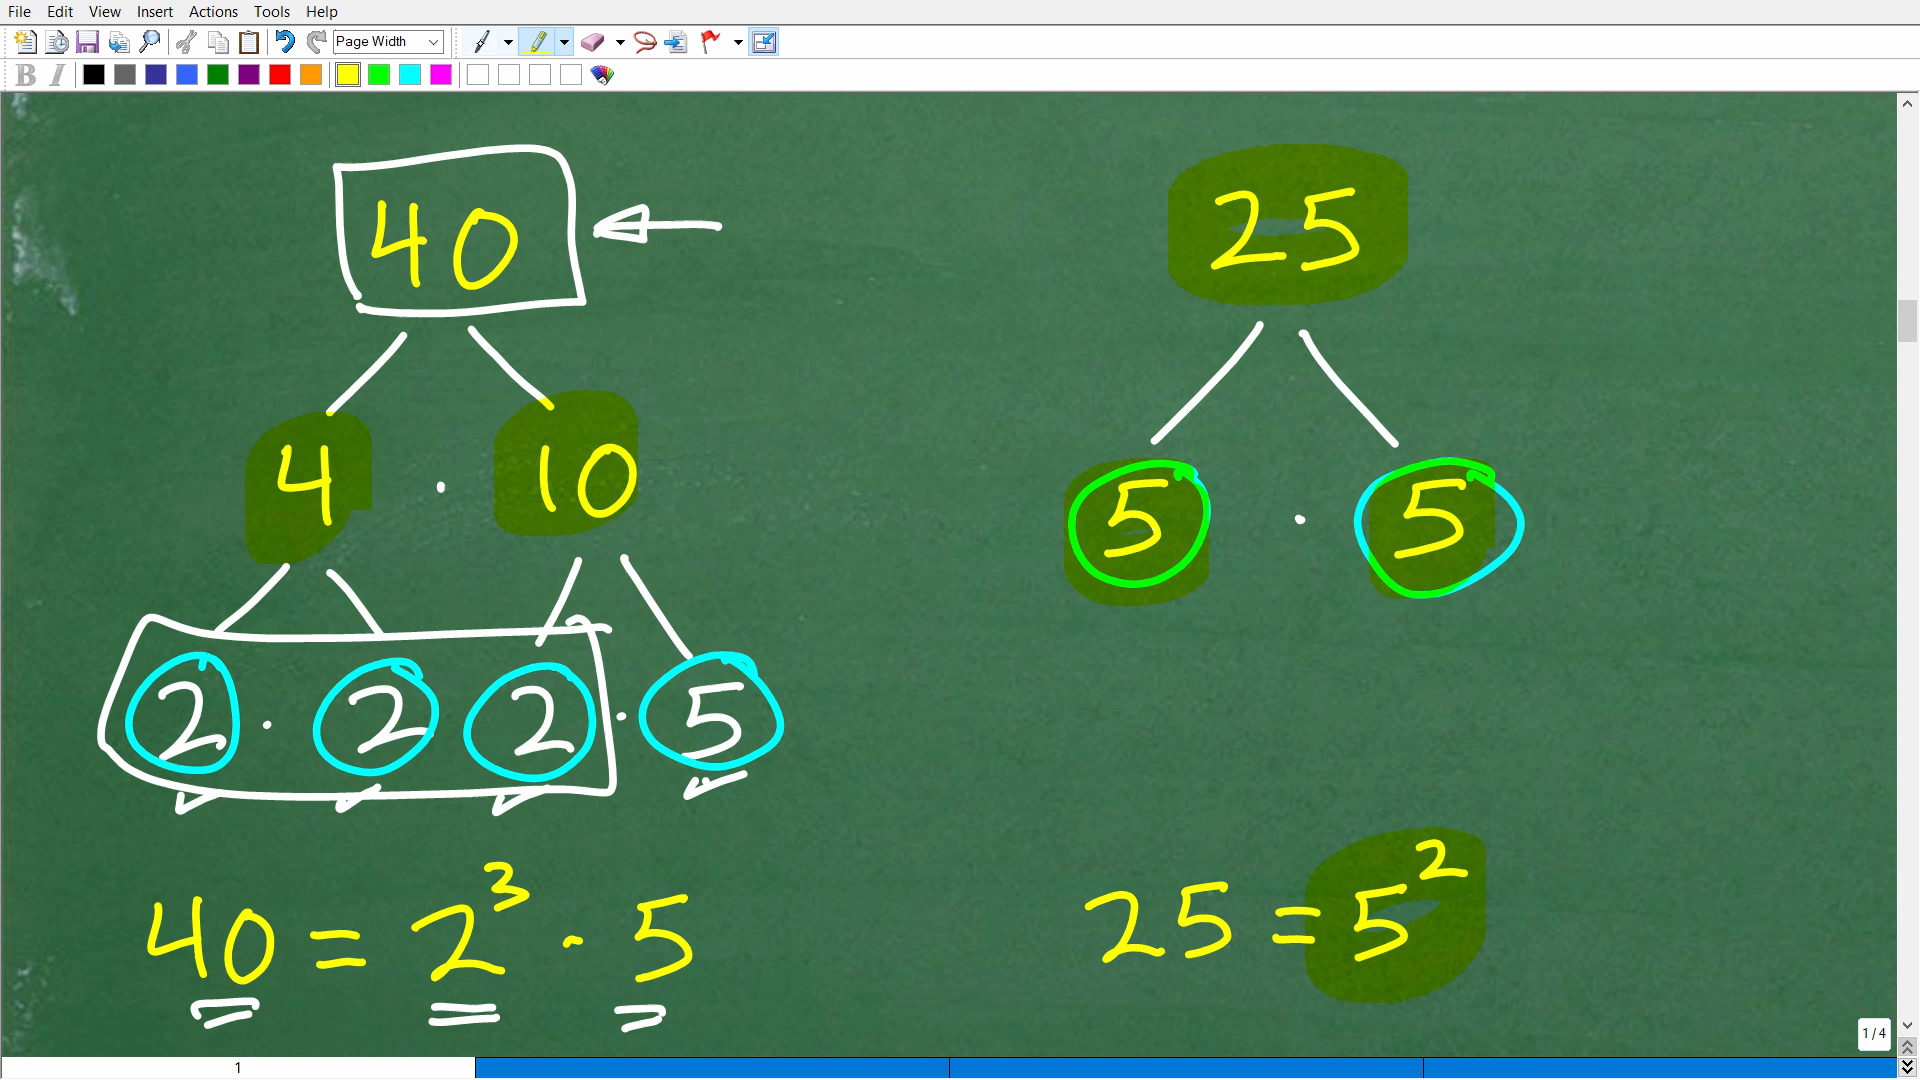 File Edit View Insert Actions Tools Help
Page Width
B I
40 25
4 · 10
5 · 5
2 · 2 2 · 5
40 = 2³ · 5
25 = 5²
1 / 4
1